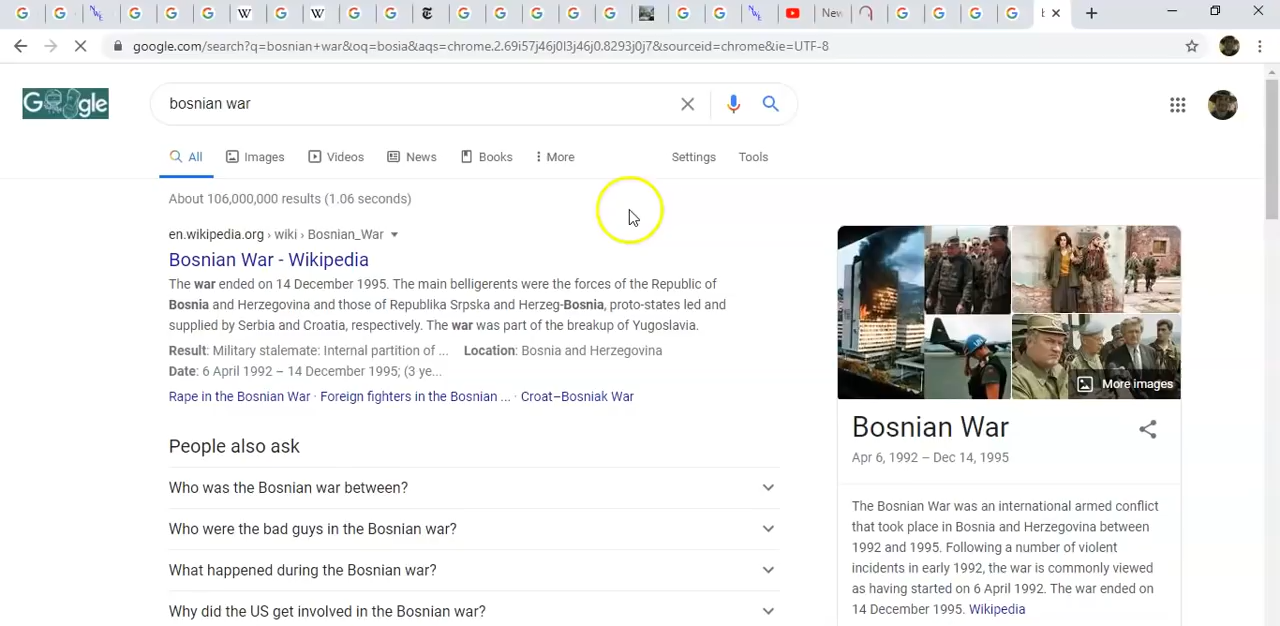 New
google.com/search?q=bosnian+war&oq=bosia&aqs=chrome.2.69i57j46j0l3j46j0.8293j0j7&sourceid=chrome&ie=UTF-8
Google
bosnian war
All Images Videos News Books More Settings Tools
About 106,000,000 results (1.06 seconds)
en.wikipedia.org › wiki › Bosnian_War
Bosnian War - Wikipedia
The war ended on 14 December 1995. The main belligerents were the forces of the Republic of
Bosnia and Herzegovina and those of Republika Srpska and Herzeg-Bosnia, proto-states led and
supplied by Serbia and Croatia, respectively. The war was part of the breakup of Yugoslavia.
Result: Military stalemate: Internal partition of ... Location: Bosnia and Herzegovina
Date: 6 April 1992 – 14 December 1995; (3 ye...
Rape in the Bosnian War · Foreign fighters in the Bosnian ... · Croat–Bosniak War
People also ask
Who was the Bosnian war between?
Who were the bad guys in the Bosnian war?
What happened during the Bosnian war?
Why did the US get involved in the Bosnian war?
More images
Bosnian War
Apr 6, 1992 – Dec 14, 1995
The Bosnian War was an international armed conflict
that took place in Bosnia and Herzegovina between
1992 and 1995. Following a number of violent
incidents in early 1992, the war is commonly viewed
as having started on 6 April 1992. The war ended on
14 December 1995. Wikipedia